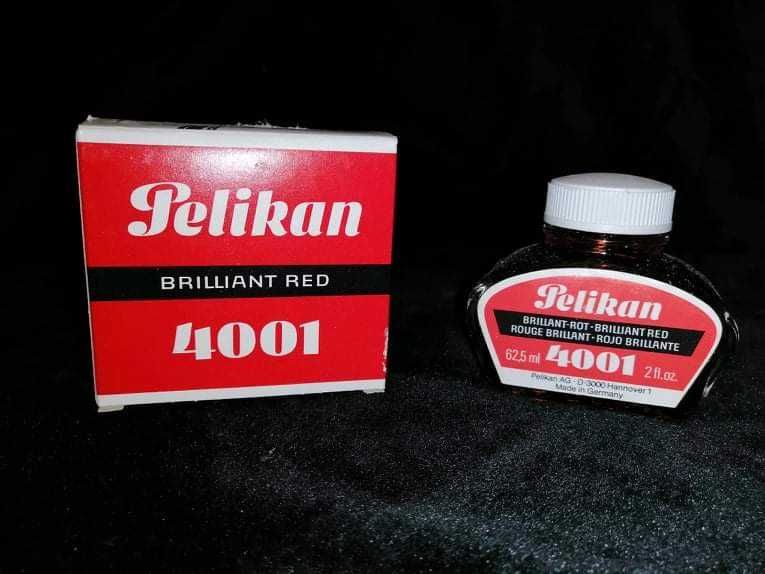 Pelikan
BRILLIANT RED
4001
Pelikan
BRILLANT-ROT·BRILLIANT RED
ROUGE BRILLANT·ROJO BRILLANTE
62,5 ml 4001 2 fl.oz.
Pelikan AG · D-3000 Hannover 1
Made in Germany